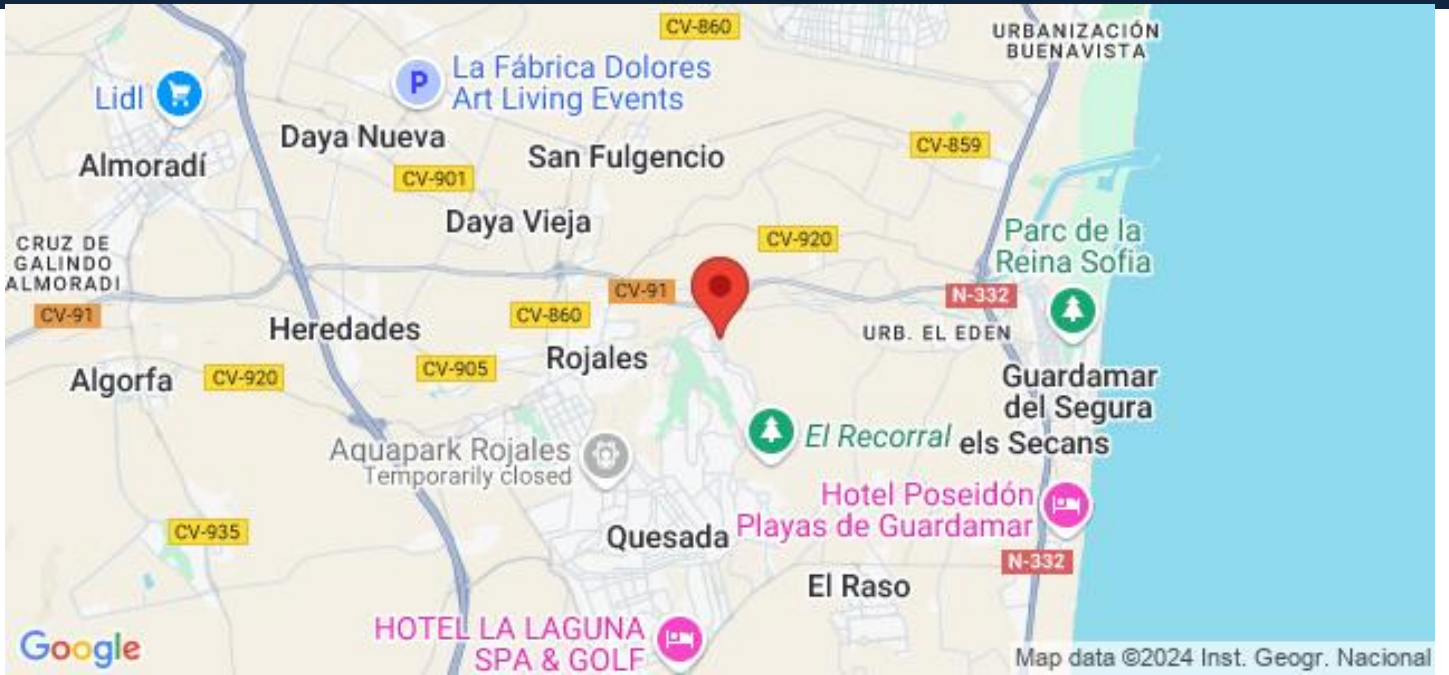 CV-860
URBANIZACIÓN
BUENAVISTA
La Fábrica Dolores
Art Living Events
P
Lidl
Daya Nueva
San Fulgencio
CV-859
Almoradí
CV-901
Daya Vieja
CV-920
Parc de la
Reina Sofia
CRUZ DE
GALINDO
ALMORADI
CV-91
CV-91
N-332
CV-860
Heredades
URB. EL EDEN
Rojales
CV-905
Algorfa
CV-920
Guardamar
del Segura
El Recorral
els Secans
Aquapark Rojales
Temporarily closed
Hotel Poseidón
Playas de Guardamar
CV-935
Quesada
N-332
El Raso
HOTEL LA LAGUNA
SPA & GOLF
Google
Map data ©2024 Inst. Geogr. Nacional